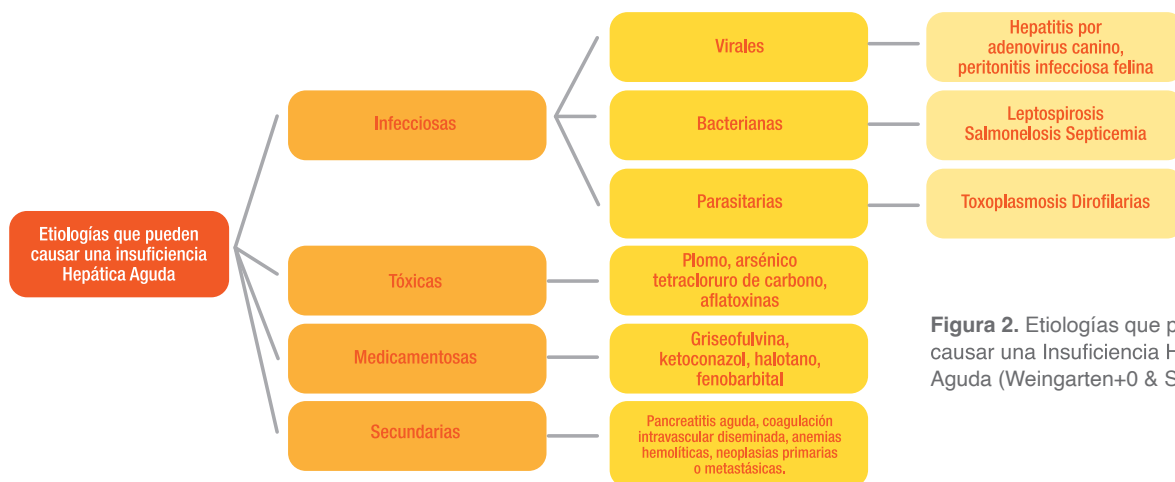 Etiologías que pueden
causar una insuficiencia
Hepática Aguda
Infecciosas
Virales
Hepatitis por
adenovirus canino,
peritonitis infecciosa felina
Bacterianas
Leptospirosis
Salmonelosis Septicemia
Parasitarias
Toxoplasmosis Dirofilarias
Tóxicas
Plomo, arsénico
tetracloruro de carbono,
aflatoxinas
Medicamentosas
Griseofulvina,
ketoconazol, halotano,
fenobarbital
Secundarias
Pancreatitis aguda, coagulación
intravascular diseminada, anemias
hemolíticas, neoplasias primarias
o metastásicas.
Figura 2. Etiologías que
causar una Insuficiencia
Aguda (Weingarten+0 &